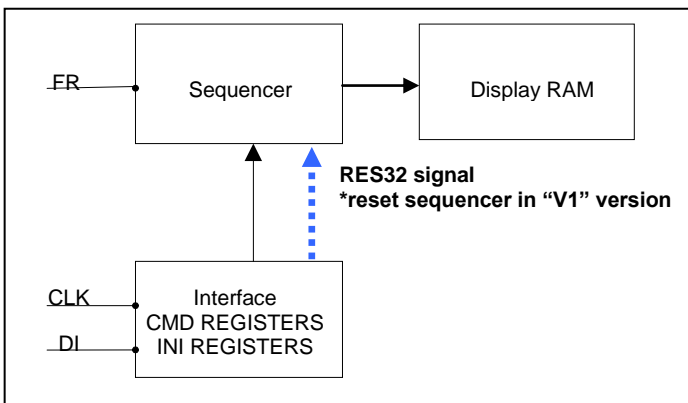 FR
Sequencer
Display RAM
RES32 signal
*reset sequencer in “V1” version
CLK
DI
Interface
CMD REGISTERS
INI REGISTERS